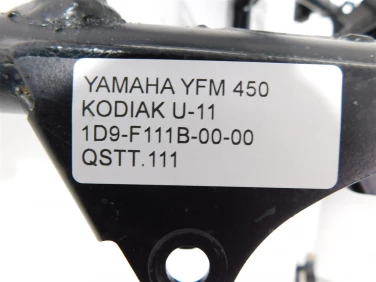 YAMAHA YFM 450
KODIAK U-11
1D9-F111B-00-00
QSTT.111